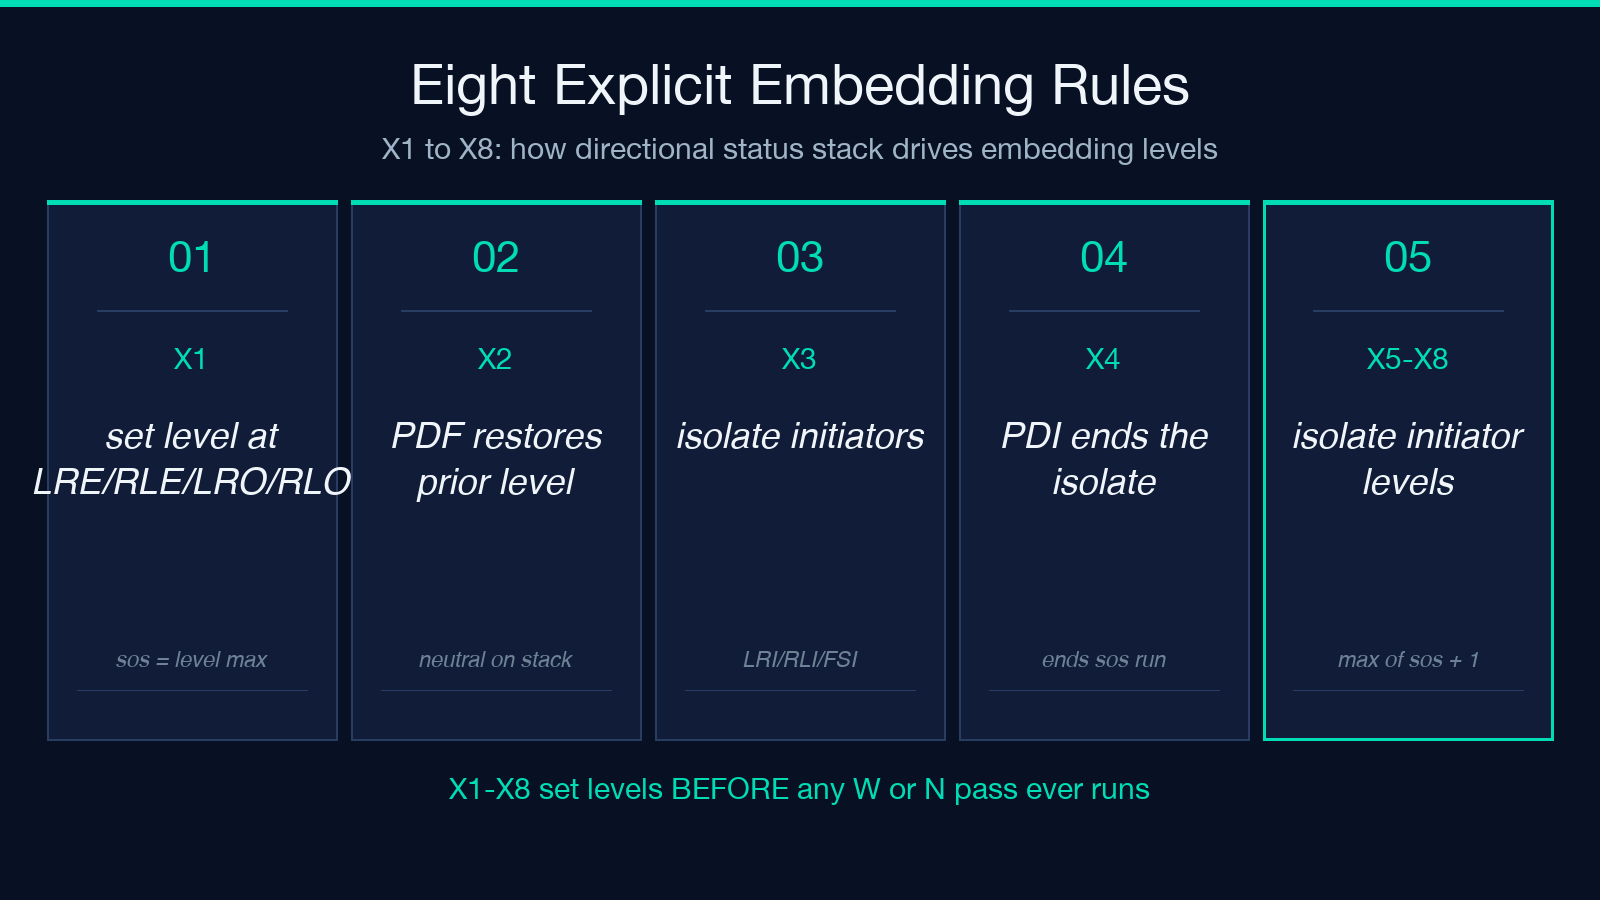 Eight Explicit Embedding Rules
X1 to X8: how directional status stack drives embedding levels
01
X1
set level at
LRE/RLE/LRO/RLO
sos = level max
02
X2
PDF restores
prior level
neutral on stack
03
X3
isolate initiators
LRI/RLI/FSI
04
X4
PDI ends the
isolate
ends sos run
05
X5-X8
isolate initiator
levels
max of sos + 1
X1-X8 set levels BEFORE any W or N pass ever runs